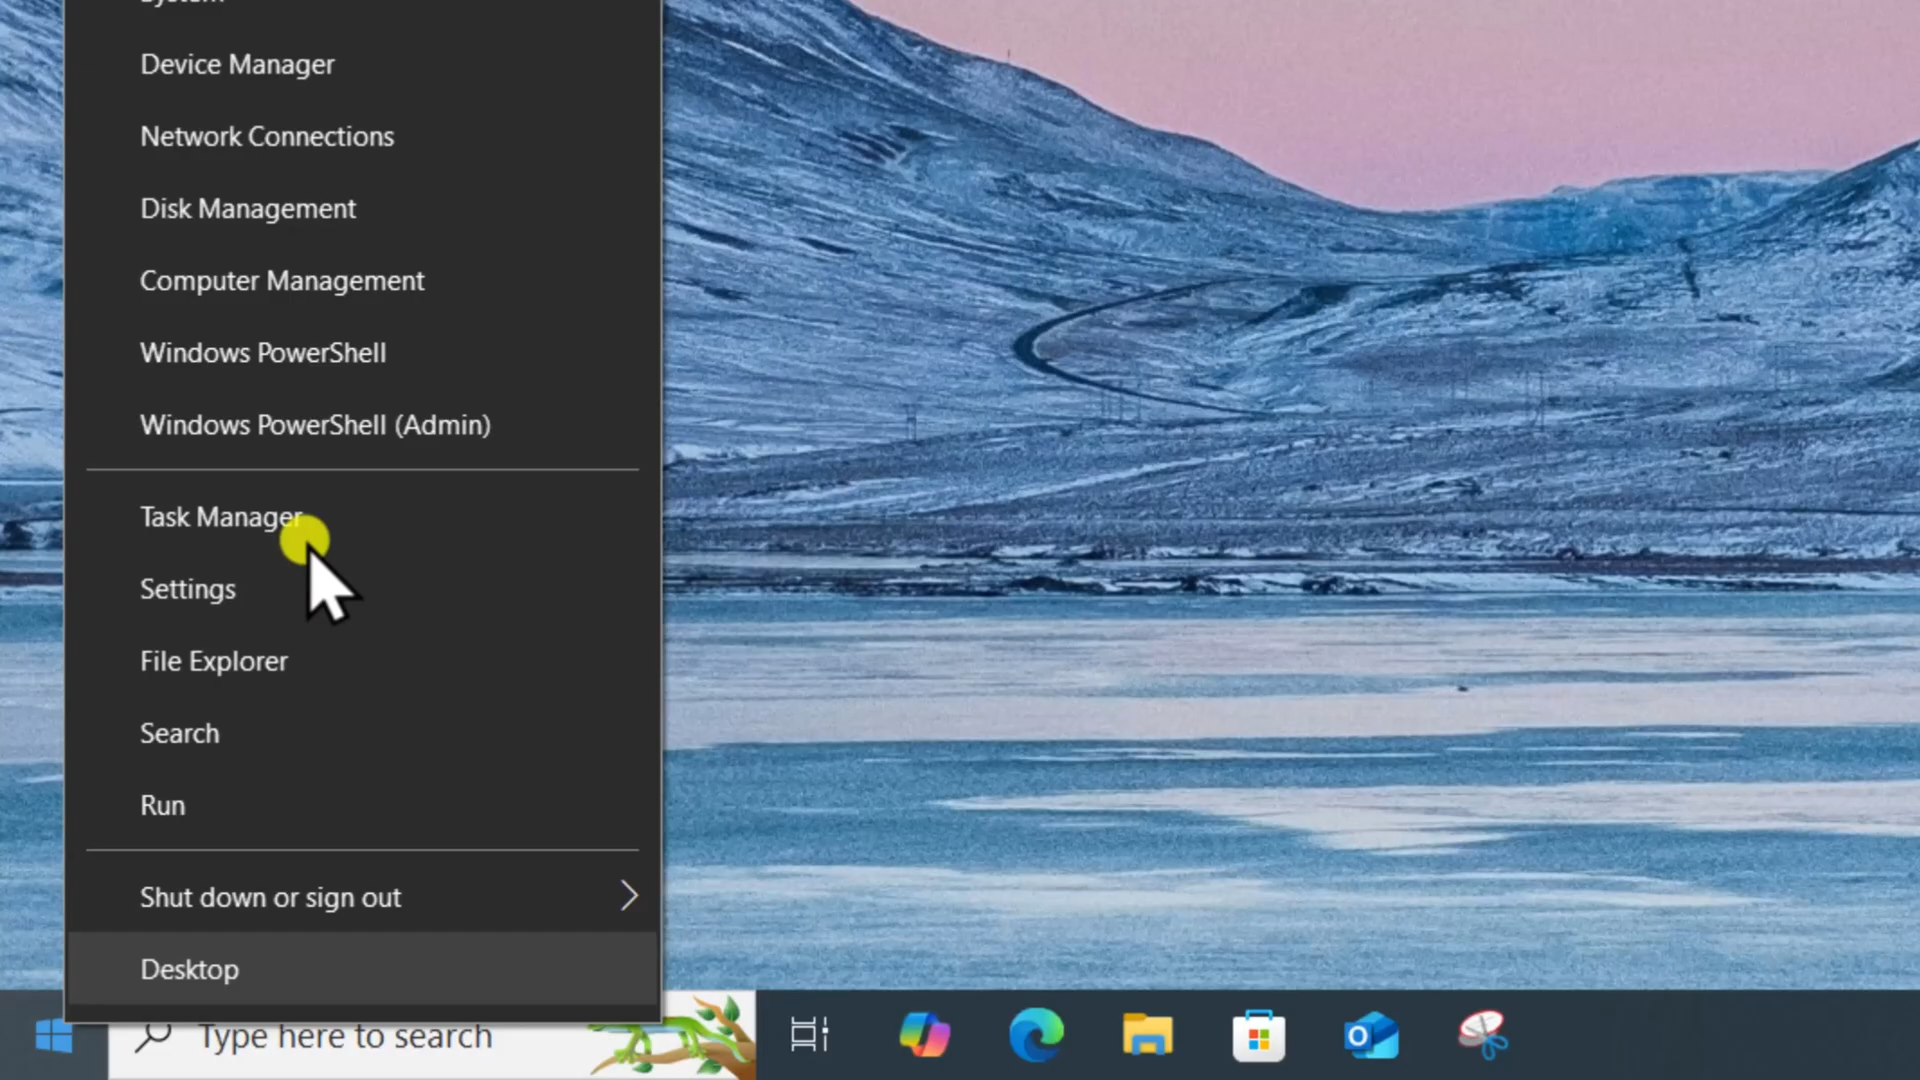 System
Device Manager
Network Connections
Disk Management
Computer Management
Windows PowerShell
Windows PowerShell (Admin)
Task Manager
Settings
File Explorer
Search
Run
Shut down or sign out
Desktop
Type here to search